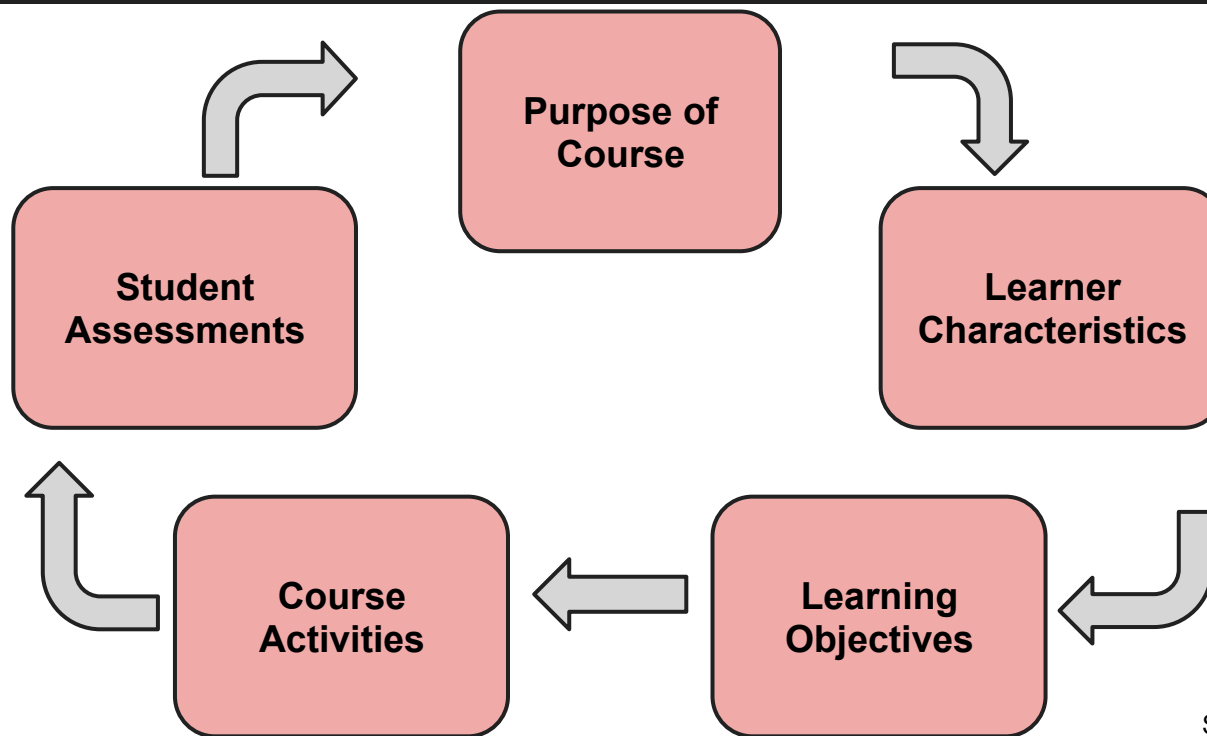 Purpose of
Course
Learner
Characteristics
Learning
Objectives
Course
Activities
Student
Assessments